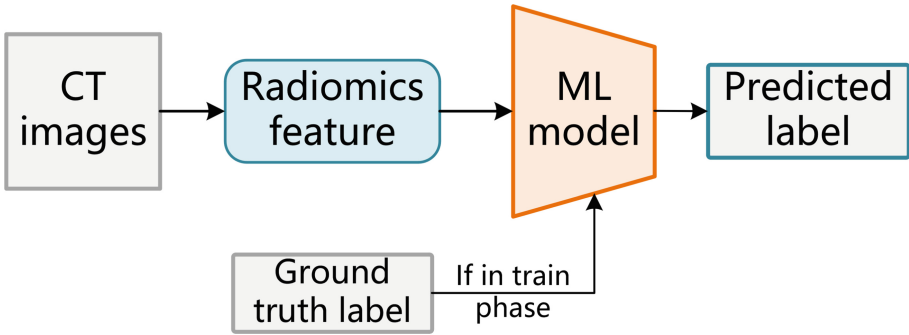 CT
images
Radiomics
feature
ML
model
Predicted
label
Ground
truth label
If in train
phase